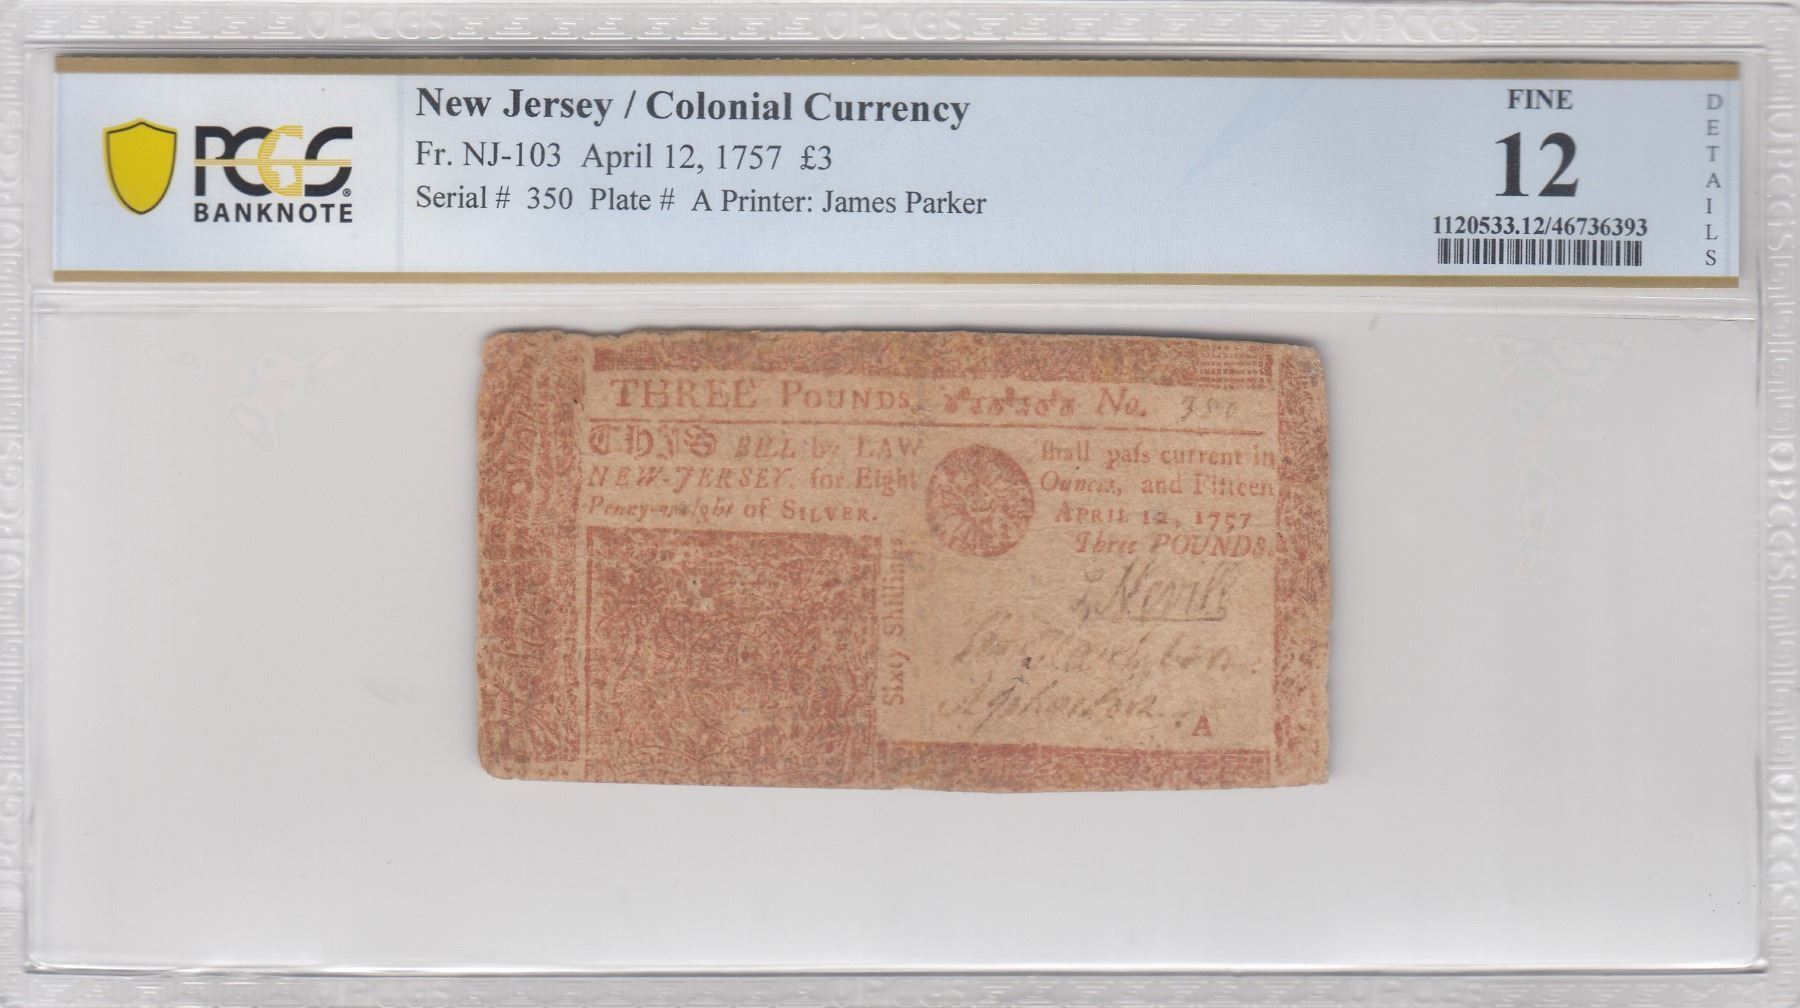 PCGS
BANKNOTE
New Jersey / Colonial Currency
Fr. NJ-103 April 12, 1757 £3
Serial # 350 Plate # A Printer: James Parker
FINE
12
1120533.12/46736393
DETAILS
THREE POUNDS. No. 350
THIS BILL by LAW shall pass current in
NEW-JERSEY, for Eight Ounces, and Fifteen
Penny-weight of SILVER. APRIL 12, 1757
Three POUNDS.
Sixty Shillings
Nevill
A